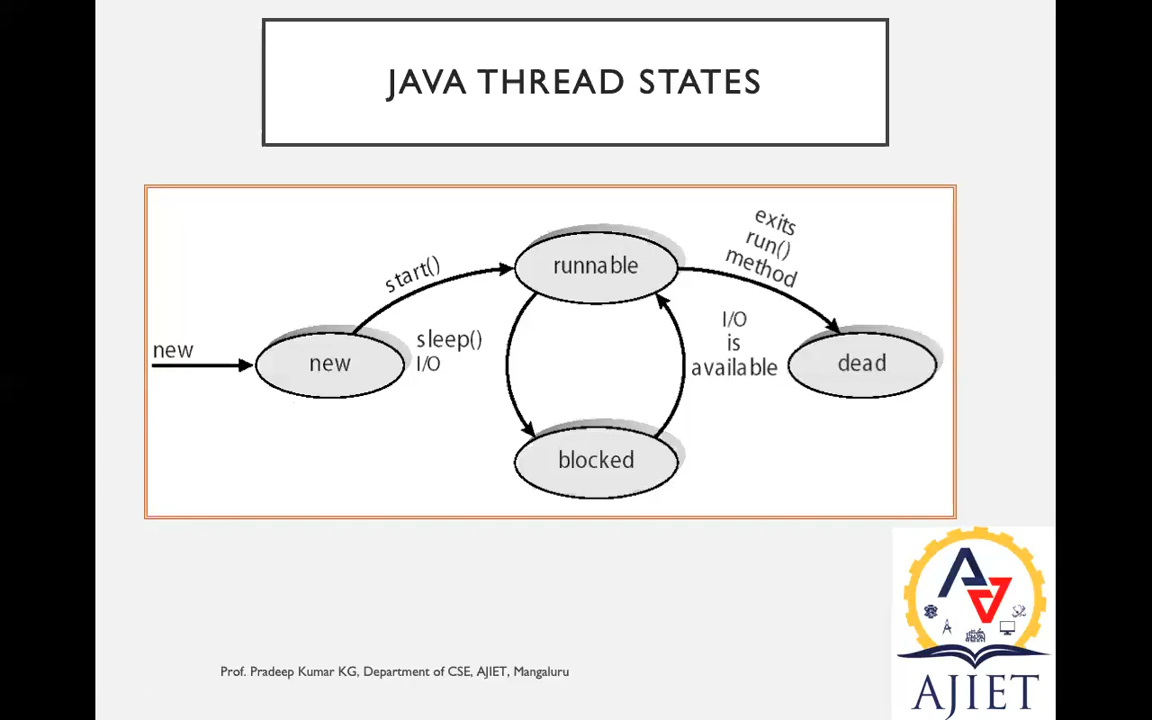 JAVA THREAD STATES
exits
run()
method
start()
runnable
I/O
is
available
sleep()
I/O
new
new
dead
blocked
Prof. Pradeep Kumar KG, Department of CSE, AJIET, Mangaluru
AJIET